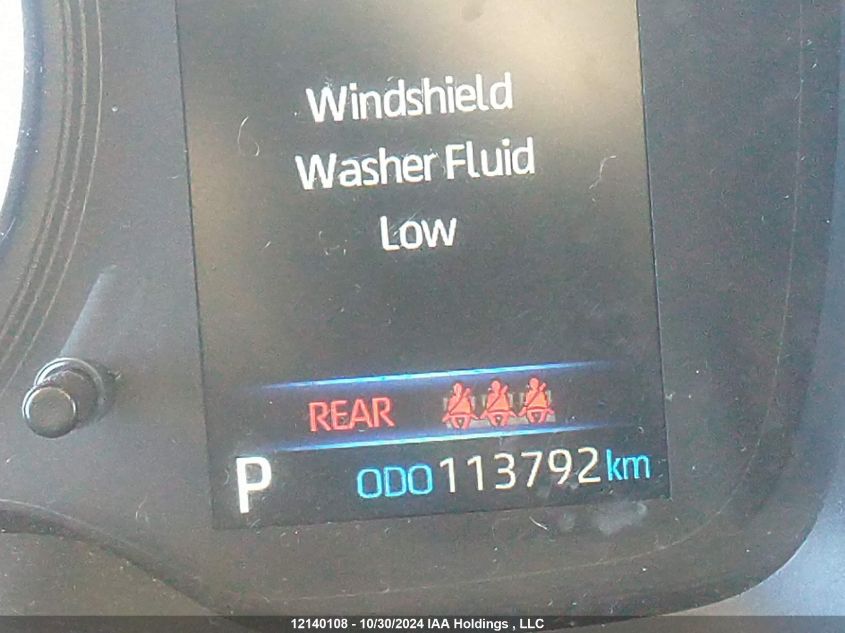 Windshield
Washer Fluid
Low
REAR
P ODO 113792 km
12140108 - 10/30/2024 IAA Holdings , LLC